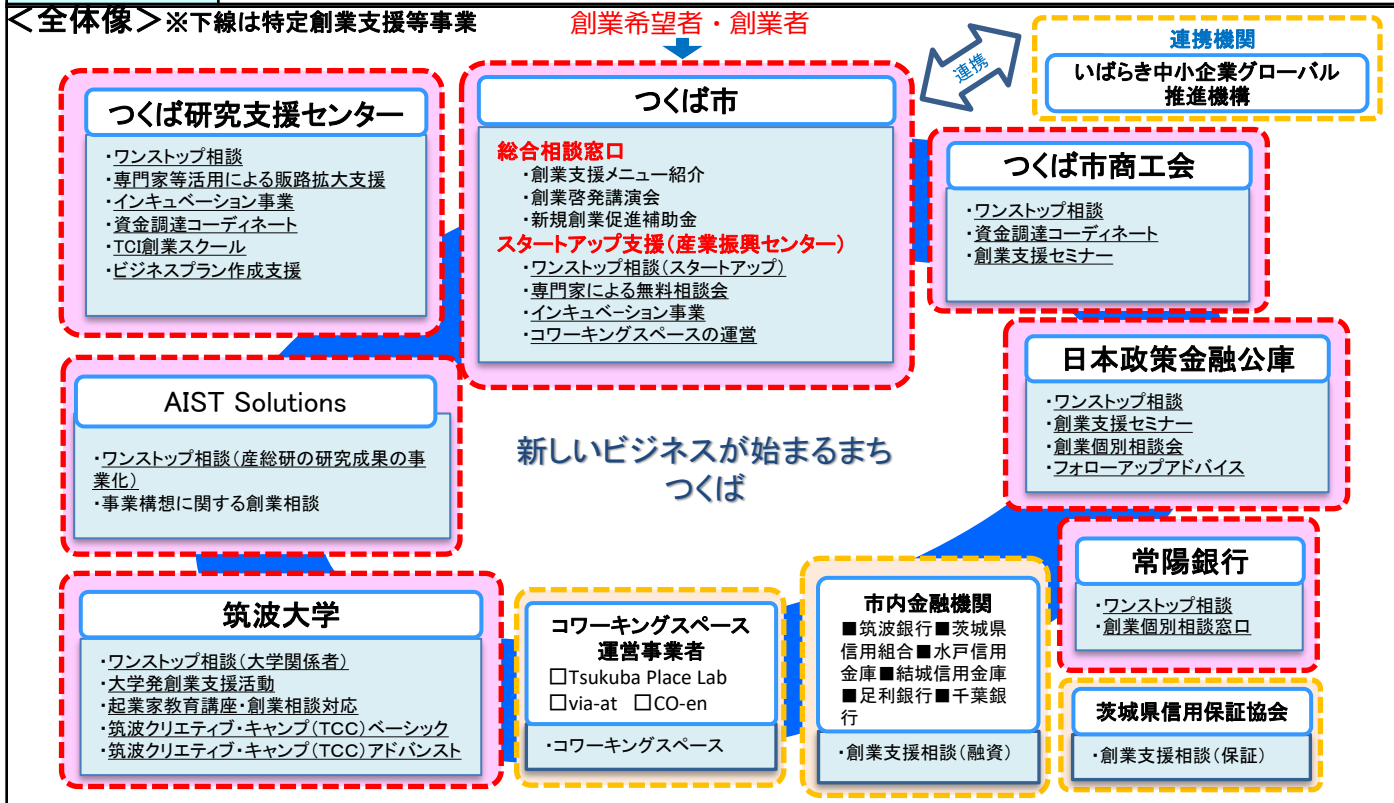 <全体像>※下線は特定創業支援等事業
創業希望者・創業者
連携
連携機関
いばらき中小企業グローバル
推進機構
つくば研究支援センター
・ワンストップ相談
・専門家等活用による販路拡大支援
・インキュベーション事業
・資金調達コーディネート
・TCI創業スクール
・ビジネスプラン作成支援
つくば市
総合相談窓口
・創業支援メニュー紹介
・創業啓発講演会
・新規創業促進補助金
スタートアップ支援(産業振興センター)
・ワンストップ相談(スタートアップ)
・専門家による無料相談会
・インキュベーション事業
・コワーキングスペースの運営
つくば市商工会
・ワンストップ相談
・資金調達コーディネート
・創業支援セミナー
AIST Solutions
・ワンストップ相談(産総研の研究成果の事
業化)
・事業構想に関する創業相談
新しいビジネスが始まるまち
つくば
日本政策金融公庫
・ワンストップ相談
・創業支援セミナー
・創業個別相談会
・フォローアップアドバイス
筑波大学
・ワンストップ相談(大学関係者)
・大学発創業支援活動
・起業家教育講座・創業相談対応
・筑波クリエティブ・キャンプ(TCC)ベーシック
・筑波クリエティブ・キャンプ(TCC)アドバンスト
コワーキングスペース
運営事業者
□Tsukuba Place Lab
□via-at □CO-en
・コワーキングスペース
市内金融機関
■筑波銀行■茨城県
信用組合■水戸信用
金庫■結城信用金庫
■足利銀行■千葉銀
行
・創業支援相談(融資)
常陽銀行
・ワンストップ相談
・創業個別相談窓口
茨城県信用保証協会
・創業支援相談(保証)